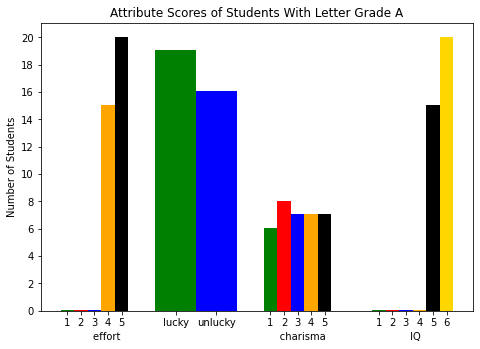 Attribute Scores of Students With Letter Grade A
Number of Students
20
18
16
14
12
10
8
6
4
2
0
1 2 3 4 5 lucky unlucky 1 2 3 4 5 1 2 3 4 5 6
effort charisma IQ